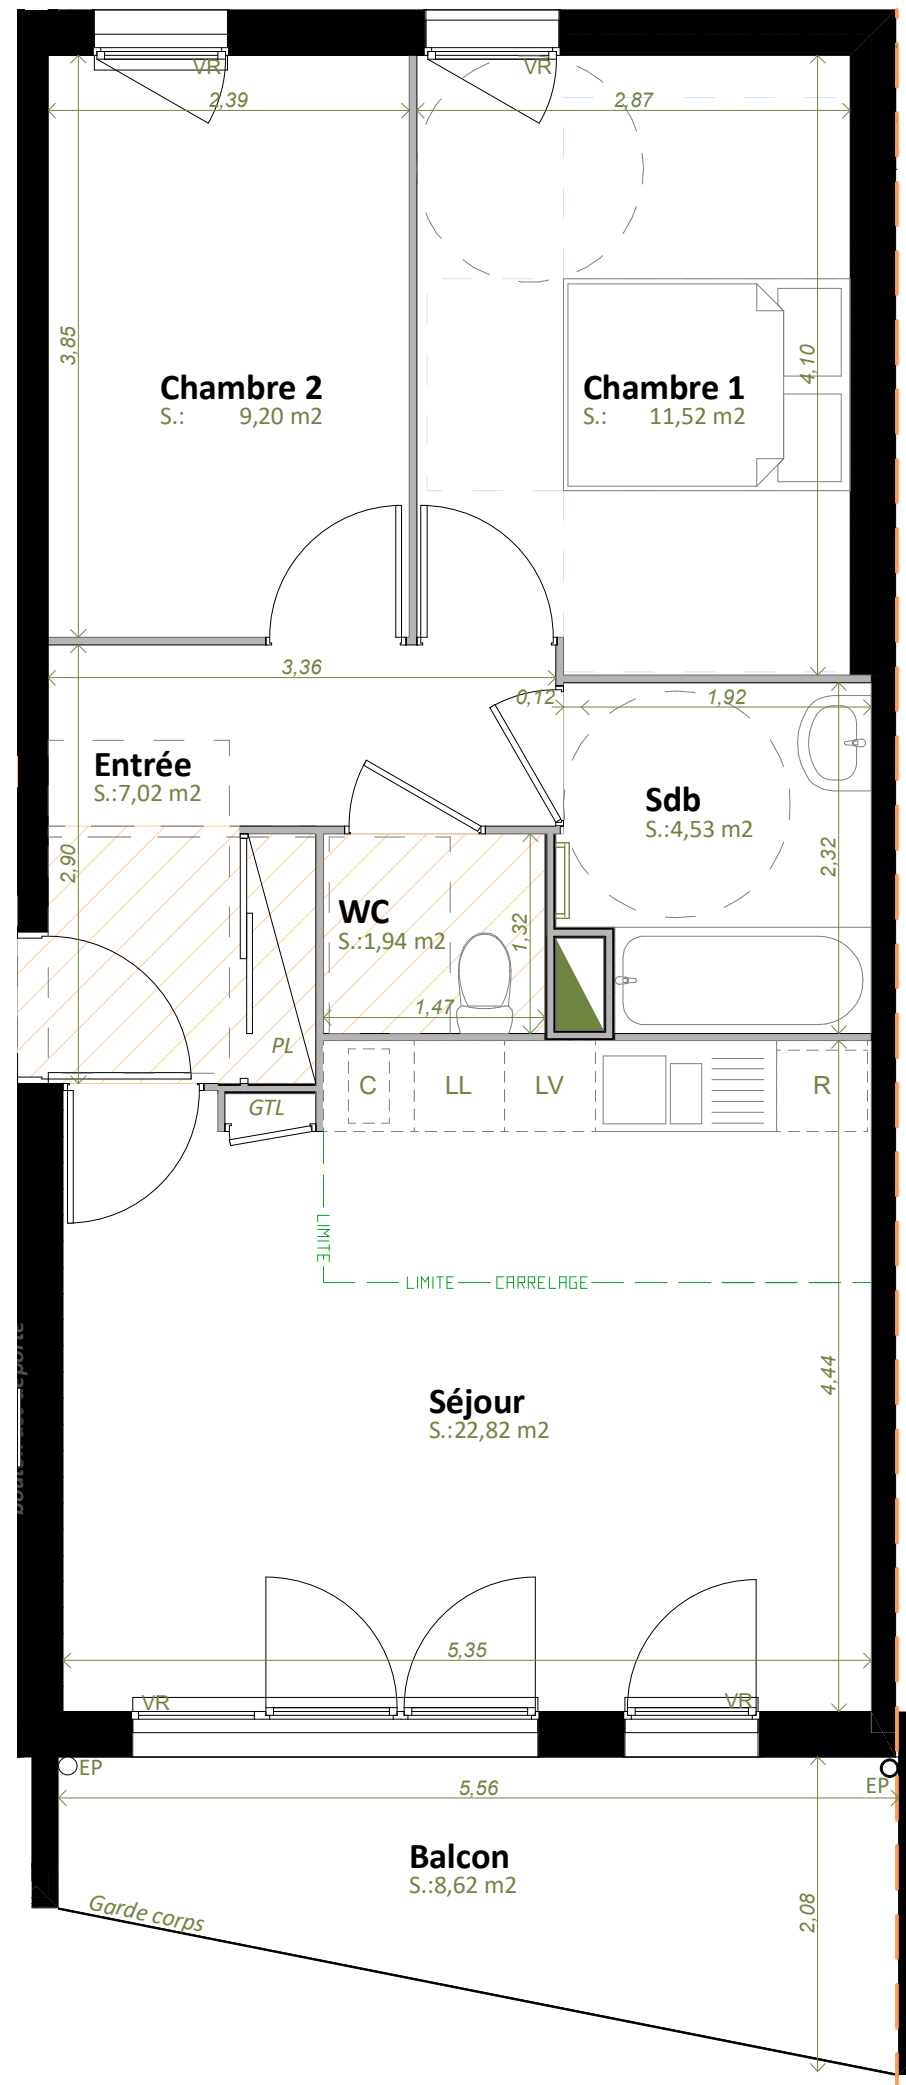 VR
VR
2,39
2,87
3,85
4,10
Chambre 2
S.: 9,20 m2
Chambre 1
S.: 11,52 m2
3,36
0,12
1,92
Entrée
S.:7,02 m2
Sdb
S.:4,53 m2
2,90
2,32
WC
S.:1,94 m2
1,32
1,47
PL
GTL
C
LL
LV
R
LIMITE
LIMITE CARRELAGE
4,44
Séjour
S.:22,82 m2
5,35
VR
VR
EP
EP
5,56
Balcon
S.:8,62 m2
Garde corps
2,08